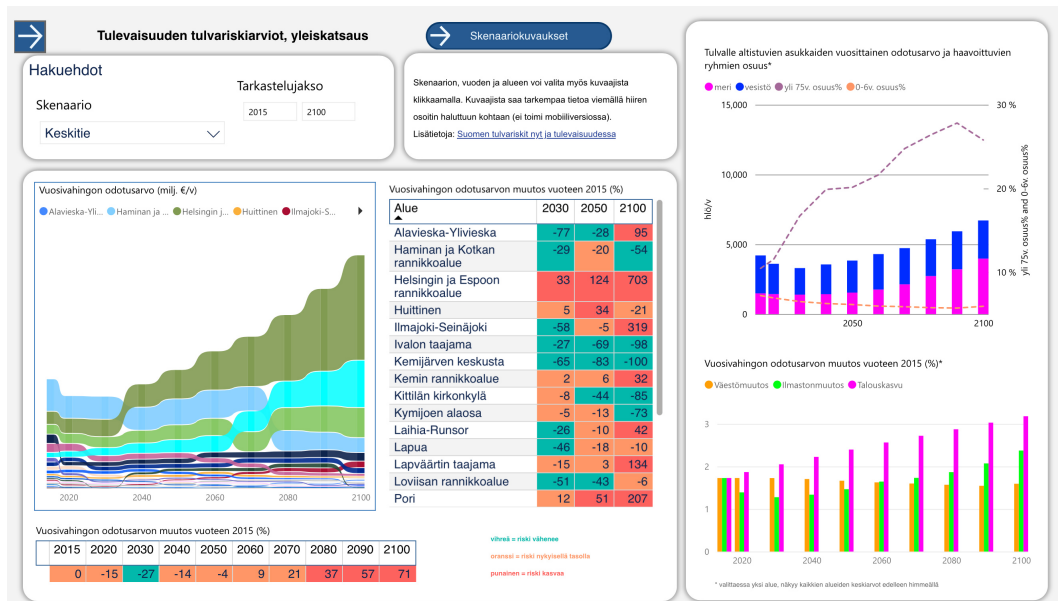 Tulevaisuuden tulvariskiarviot, yleiskatsaus
Skenaariokuvaukset
Hakuehdot
Tarkastelujakso
Skenaario
2015 2100
Keskitie
Skenaarion, vuoden ja alueen voi valita myös kuvaajista
klikkaamalla. Kuvaajista saa tarkempaa tietoa viemällä hiiren
osoitin haluttuun kohtaan (ei toimi mobiiliversiossa).
Lisätietoja: Suomen tulvariskit nyt ja tulevaisuudessa
Vuosivahingon odotusarvo (milj. €/v)
Alavieska-Yli... Haminan ja ... Helsingin j... Huittinen Ilmajoki-S...
2020 2040 2060 2080 2100
Vuosivahingon odotusarvon muutos vuoteen 2015 (%)
Alue 2030 2050 2100
Alavieska-Ylivieska -77 -28 95
Haminan ja Kotkan
rannikkoalue -29 -20 -54
Helsingin ja Espoon
rannikkoalue 33 124 703
Huittinen 5 34 -21
Ilmajoki-Seinäjoki -58 -5 319
Ivalon taajama -27 -69 -98
Kemijärven keskusta -65 -83 -100
Kemin rannikkoalue 2 6 32
Kittilän kirkonkylä -8 -44 -85
Kymijoen alaosa -5 -13 -73
Laihia-Runsor -26 -10 42
Lapua -46 -18 -10
Lapväärtin taajama -15 3 134
Loviisan rannikkoalue -51 -43 -6
Pori 12 51 207
Vuosivahingon odotusarvon muutos vuoteen 2015 (%)
2015 2020 2030 2040 2050 2060 2070 2080 2090 2100
0 -15 -27 -14 -4 9 21 37 57 71
vihreä = riski vähenee
oranssi = riski nykyisellä tasolla
punainen = riski kasvaa
Tulvalle altistuvien asukkaiden vuosittainen odotusarvo ja haavoittuvien
ryhmien osuus*
meri vesistö yli 75v. osuus% 0-6v. osuus%
15,000
10,000
5,000
0
hlö/v
30 %
20 %
10 %
yli 75v. osuus% and 0-6v. osuus%
2050 2100
Vuosivahingon odotusarvon muutos vuoteen 2015 (%)*
Väestömuutos Ilmastonmuutos Talouskasvu
3
2
1
0
2020 2040 2060 2080 2100
* valittaessa yksi alue, näkyy kaikkien alueiden keskiarvot edelleen himmeällä